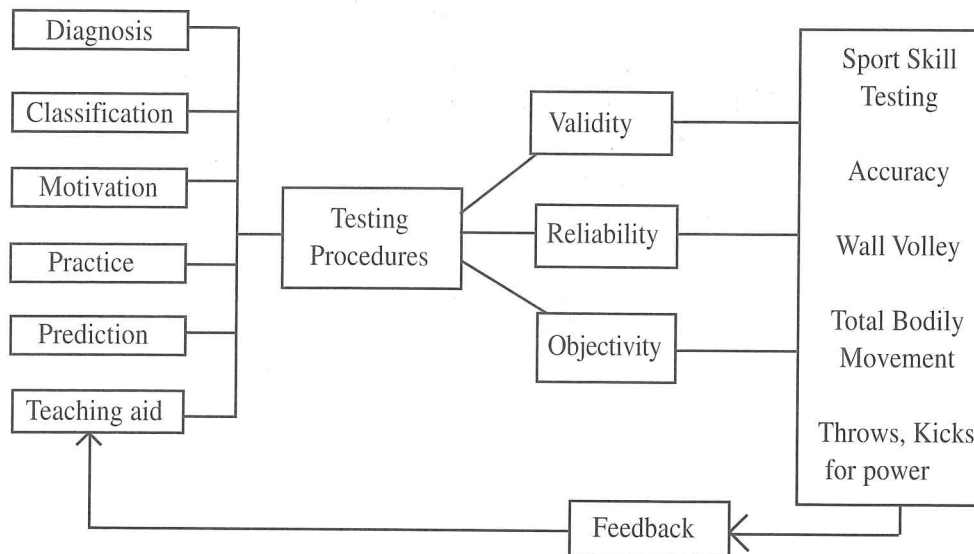 Diagnosis
Classification
Motivation
Practice
Prediction
Teaching aid
Testing
Procedures
Validity
Reliability
Objectivity
Sport Skill
Testing
Accuracy
Wall Volley
Total Bodily
Movement
Throws, Kicks
for power
Feedback